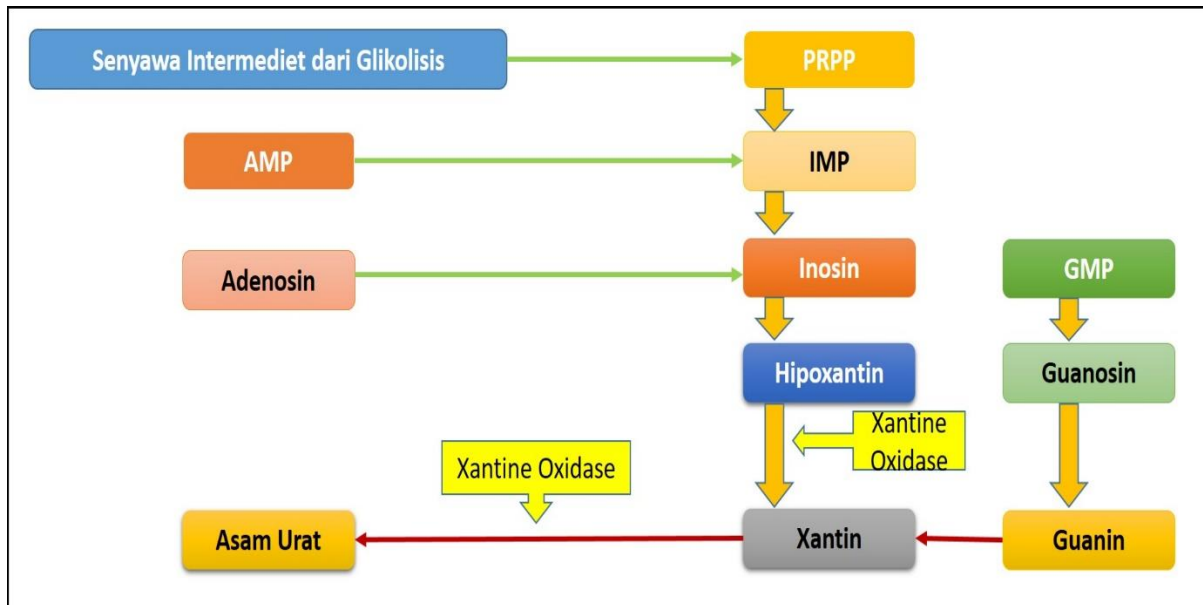 Senyawa Intermediet dari Glikolisis
PRPP
AMP
IMP
Adenosin
Inosin
GMP
Hipoxantin
Guanosin
Xantine Oxidase
Xantine
Oxidase
Asam Urat
Xantin
Guanin